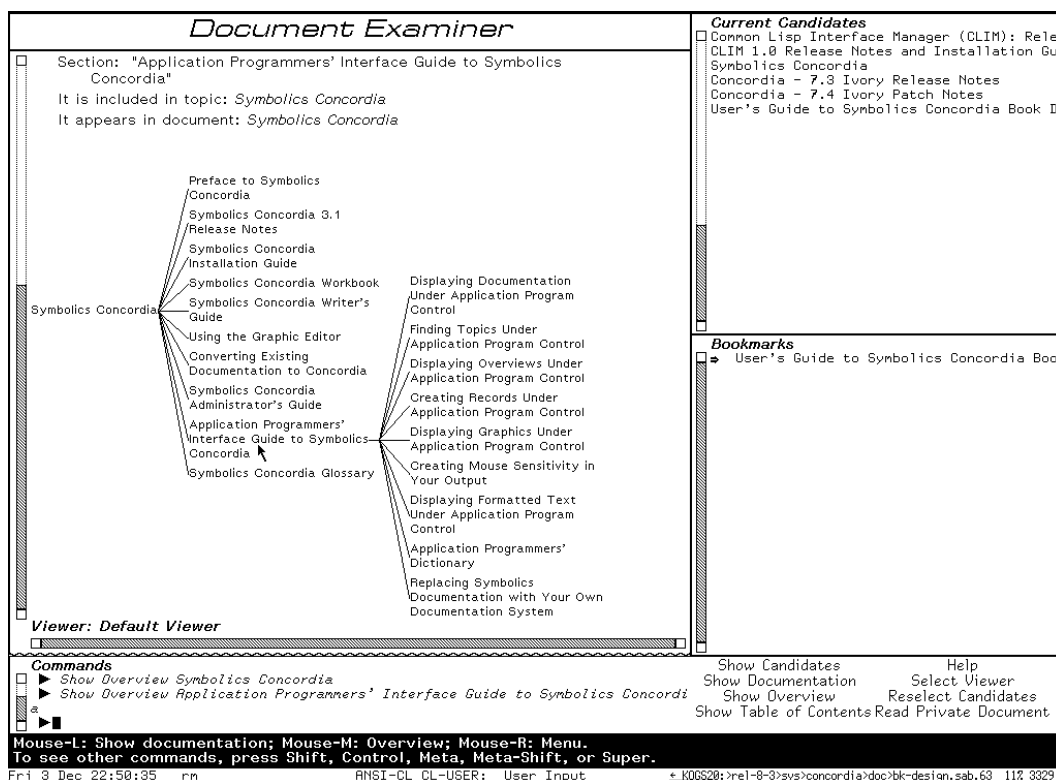 Document Examiner
Section: "Application Programmers' Interface Guide to Symbolics
Concordia"
It is included in topic: Symbolics Concordia
It appears in document: Symbolics Concordia
Preface to Symbolics
Concordia
Symbolics Concordia 3.1
Release Notes
Symbolics Concordia
Installation Guide
Symbolics Concordia Workbook
Symbolics Concordia
Symbolics Concordia Writer's
Guide
Using the Graphic Editor
Converting Existing
Documentation to Concordia
Symbolics Concordia
Administrator's Guide
Application Programmers'
Interface Guide to Symbolics
Concordia
Symbolics Concordia Glossary
Displaying Documentation
Under Application Program
Control
Finding Topics Under
Application Program Control
Displaying Overviews Under
Application Program Control
Creating Records Under
Application Program Control
Displaying Graphics Under
Application Program Control
Creating Mouse Sensitivity in
Your Output
Displaying Formatted Text
Under Application Program
Control
Application Programmers'
Dictionary
Replacing Symbolics
Documentation with Your Own
Documentation System
Viewer: Default Viewer
Current Candidates
Common Lisp Interface Manager (CLIM): Rele
CLIM 1.0 Release Notes and Installation Gu
Symbolics Concordia
Concordia - 7.3 Ivory Release Notes
Concordia - 7.4 Ivory Patch Notes
User's Guide to Symbolics Concordia Book D
Bookmarks
⇒ User's Guide to Symbolics Concordia Boo
Commands
Show Overview Symbolics Concordia
Show Overview Application Programmers' Interface Guide to Symbolics Concordi
a
Show Candidates Help
Show Documentation Select Viewer
Show Overview Reselect Candidates
Show Table of Contents Read Private Document
Mouse-L: Show documentation; Mouse-M: Overview; Mouse-R: Menu.
To see other commands, press Shift, Control, Meta, Meta-Shift, or Super.
Fri 3 Dec 22:50:35 rm ANSI-CL CL-USER: User Input ← KOGS20:>rel-8-3>sys>concordia>doc>bk-design.sab.63 11% 3329